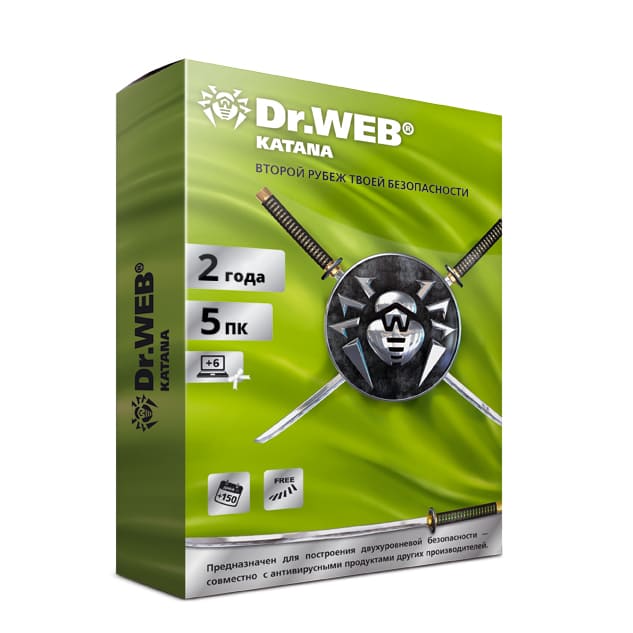 Dr.WEB®
KATANA
ВТОРОЙ РУБЕЖ ТВОЕЙ БЕЗОПАСНОСТИ
2 года
5 пк
+6
+150
FREE
Предназначен для построения двухуровневой безопасности —
совместно с антивирусными продуктами других производителей.
Dr.WEB®
KATANA